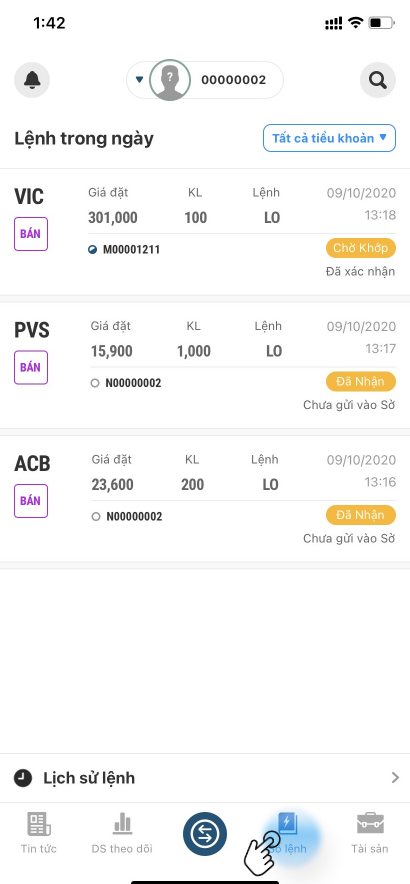 1:42
00000002
Lệnh trong ngày
Tất cả tiểu khoản
VIC Giá đặt KL Lệnh 09/10/2020
301,000 100 LO 13:18
BÁN M00001211 Chờ Khớp
Đã xác nhận
PVS Giá đặt KL Lệnh 09/10/2020
15,900 1,000 LO 13:17
BÁN N00000002 Đã Nhận
Chưa gửi vào Sở
ACB Giá đặt KL Lệnh 09/10/2020
23,600 200 LO 13:16
BÁN N00000002 Đã Nhận
Chưa gửi vào Sở
Lịch sử lệnh
Tin tức DS theo dõi lệnh Tài sản